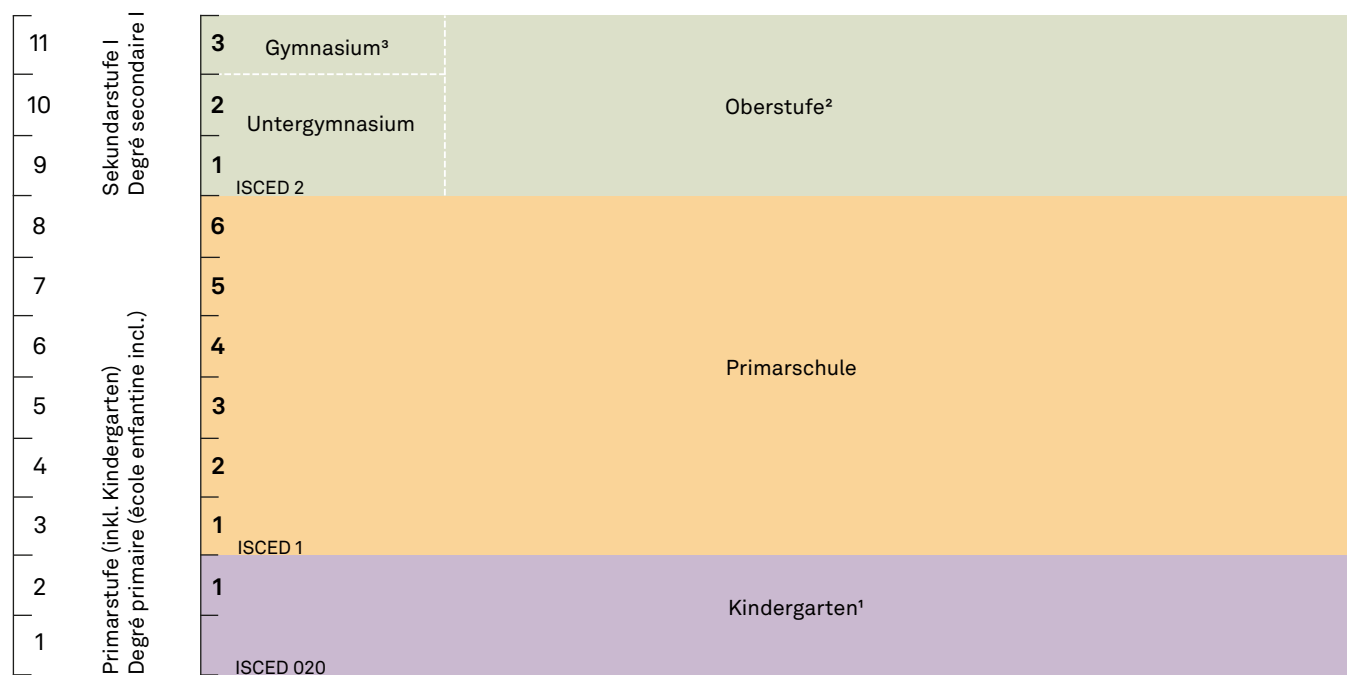 11
10
9
8
7
6
5
4
3
2
1
Sekundarstufe I
Degré secondaire I
Primarstufe (inkl. Kindergarten)
Degré primaire (école enfantine incl.)
3
Gymnasium³
2
Untergymnasium
1
ISCED 2
Oberstufe²
6
5
4
3
2
1
ISCED 1
Primarschule
1
Kindergarten¹
ISCED 020